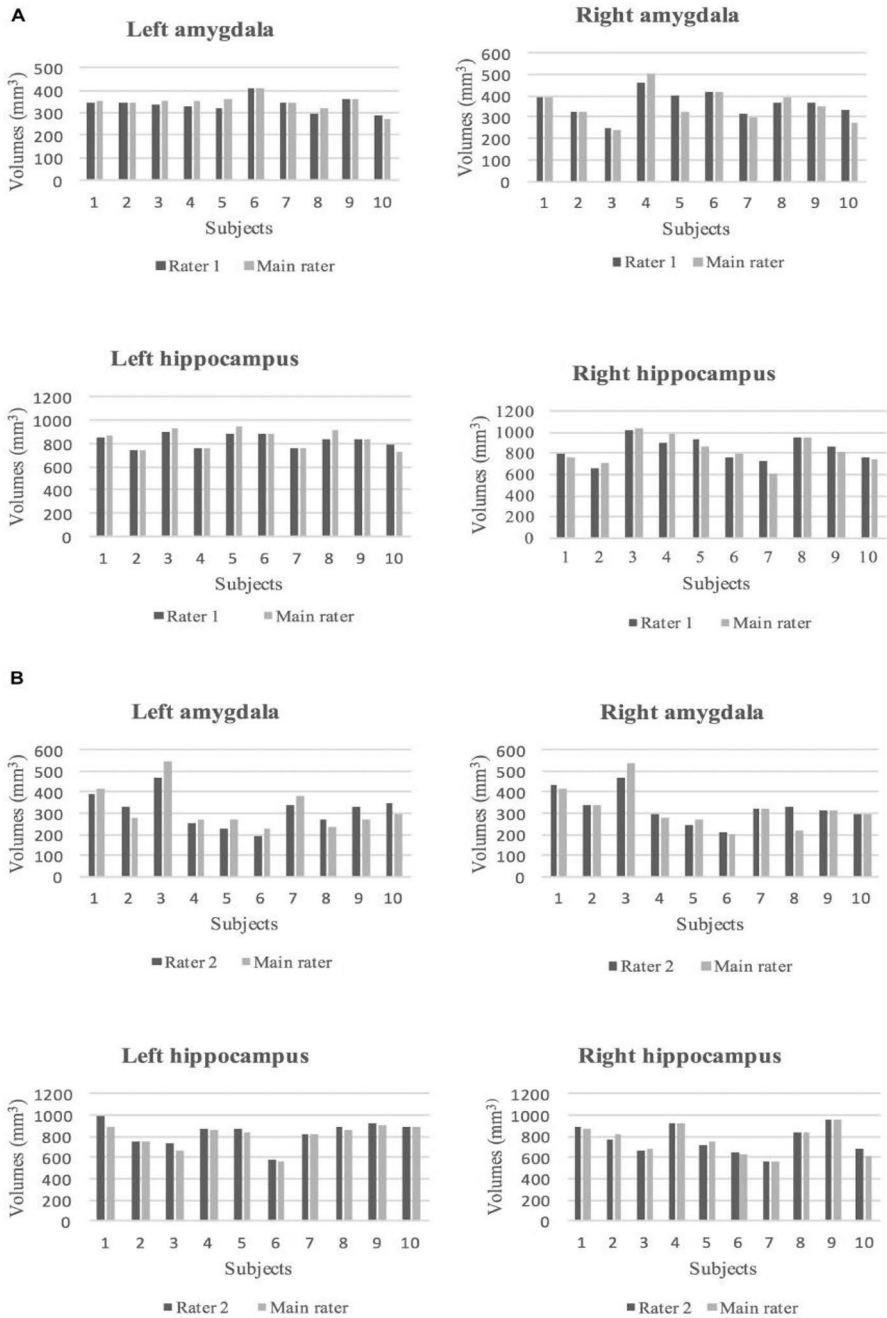 A
Left amygdala
Volumes (mm³)
500
400
300
200
100
0
1 2 3 4 5 6 7 8 9 10
Subjects
Rater 1 Main rater
Right amygdala
Volumes (mm³)
600
500
400
300
200
100
0
1 2 3 4 5 6 7 8 9 10
Subjects
Rater 1 Main rater
Left hippocampus
Volumes (mm³)
1200
1000
800
600
400
200
0
1 2 3 4 5 6 7 8 9 10
Subjects
Rater 1 Main rater
Right hippocampus
Volumes (mm³)
1200
1000
800
600
400
200
0
1 2 3 4 5 6 7 8 9 10
Subjects
Rater 1 Main rater
B
Left amygdala
Volumes (mm³)
600
500
400
300
200
100
0
1 2 3 4 5 6 7 8 9 10
Subjects
Rater 2 Main rater
Right amygdala
Volumes (mm³)
600
500
400
300
200
100
0
1 2 3 4 5 6 7 8 9 10
Subjects
Rater 2 Main rater
Left hippocampus
Volumes (mm³)
1200
1000
800
600
400
200
0
1 2 3 4 5 6 7 8 9 10
Subjects
Rater 2 Main rater
Right hippocampus
Volumes (mm³)
1200
1000
800
600
400
200
0
1 2 3 4 5 6 7 8 9 10
Subjects
Rater 2 Main rater